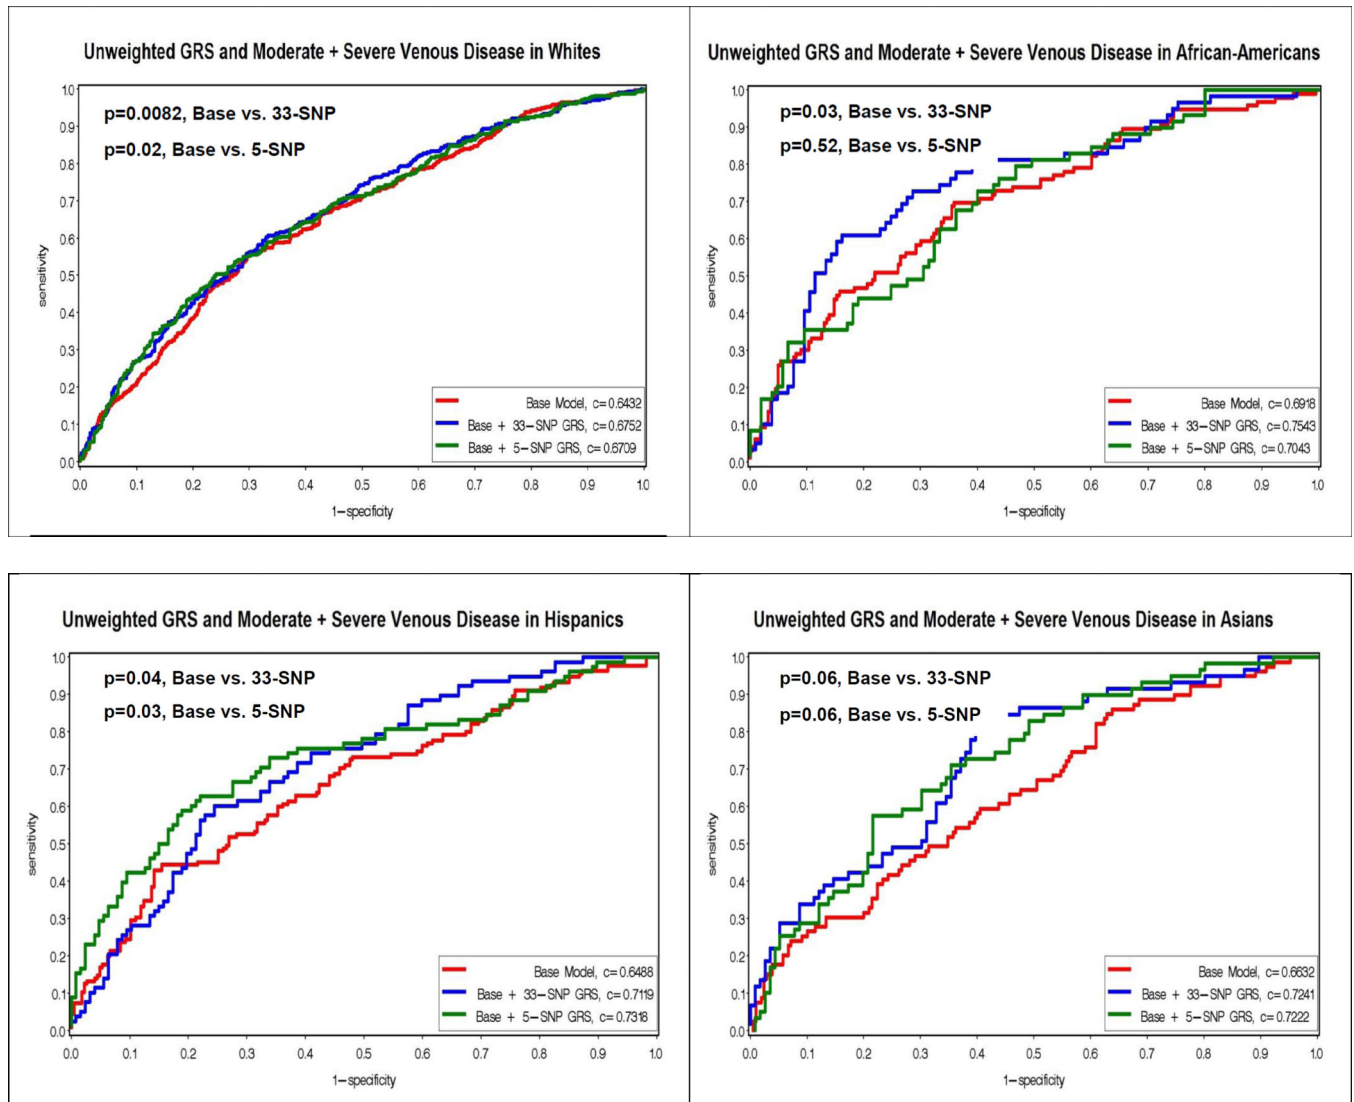 Unweighted GRS and Moderate + Severe Venous Disease in Whites
p=0.0082, Base vs. 33-SNP
p=0.02, Base vs. 5-SNP
sensitivity
1.0
0.9
0.8
0.7
0.6
0.5
0.4
0.3
0.2
0.1
0.0
Base Model, c=0.6432
Base + 33-SNP GRS, c=0.6752
Base + 5-SNP GRS, c=0.6709
0.0 0.1 0.2 0.3 0.4 0.5 0.6 0.7 0.8 0.9 1.0
1-specificity
Unweighted GRS and Moderate + Severe Venous Disease in African-Americans
p=0.03, Base vs. 33-SNP
p=0.52, Base vs. 5-SNP
sensitivity
1.0
0.9
0.8
0.7
0.6
0.5
0.4
0.3
0.2
0.1
0.0
Base Model, c=0.6918
Base + 33-SNP GRS, c=0.7543
Base + 5-SNP GRS, c=0.7043
0.0 0.1 0.2 0.3 0.4 0.5 0.6 0.7 0.8 0.9 1.0
1-specificity
Unweighted GRS and Moderate + Severe Venous Disease in Hispanics
p=0.04, Base vs. 33-SNP
p=0.03, Base vs. 5-SNP
sensitivity
1.0
0.9
0.8
0.7
0.6
0.5
0.4
0.3
0.2
0.1
0.0
Base Model, c=0.6488
Base + 33-SNP GRS, c=0.7119
Base + 5-SNP GRS, c=0.7318
0.0 0.1 0.2 0.3 0.4 0.5 0.6 0.7 0.8 0.9 1.0
1-specificity
Unweighted GRS and Moderate + Severe Venous Disease in Asians
p=0.06, Base vs. 33-SNP
p=0.06, Base vs. 5-SNP
sensitivity
1.0
0.9
0.8
0.7
0.6
0.5
0.4
0.3
0.2
0.1
0.0
Base Model, c=0.6632
Base + 33-SNP GRS, c=0.7241
Base + 5-SNP GRS, c=0.7222
0.0 0.1 0.2 0.3 0.4 0.5 0.6 0.7 0.8 0.9 1.0
1-specificity